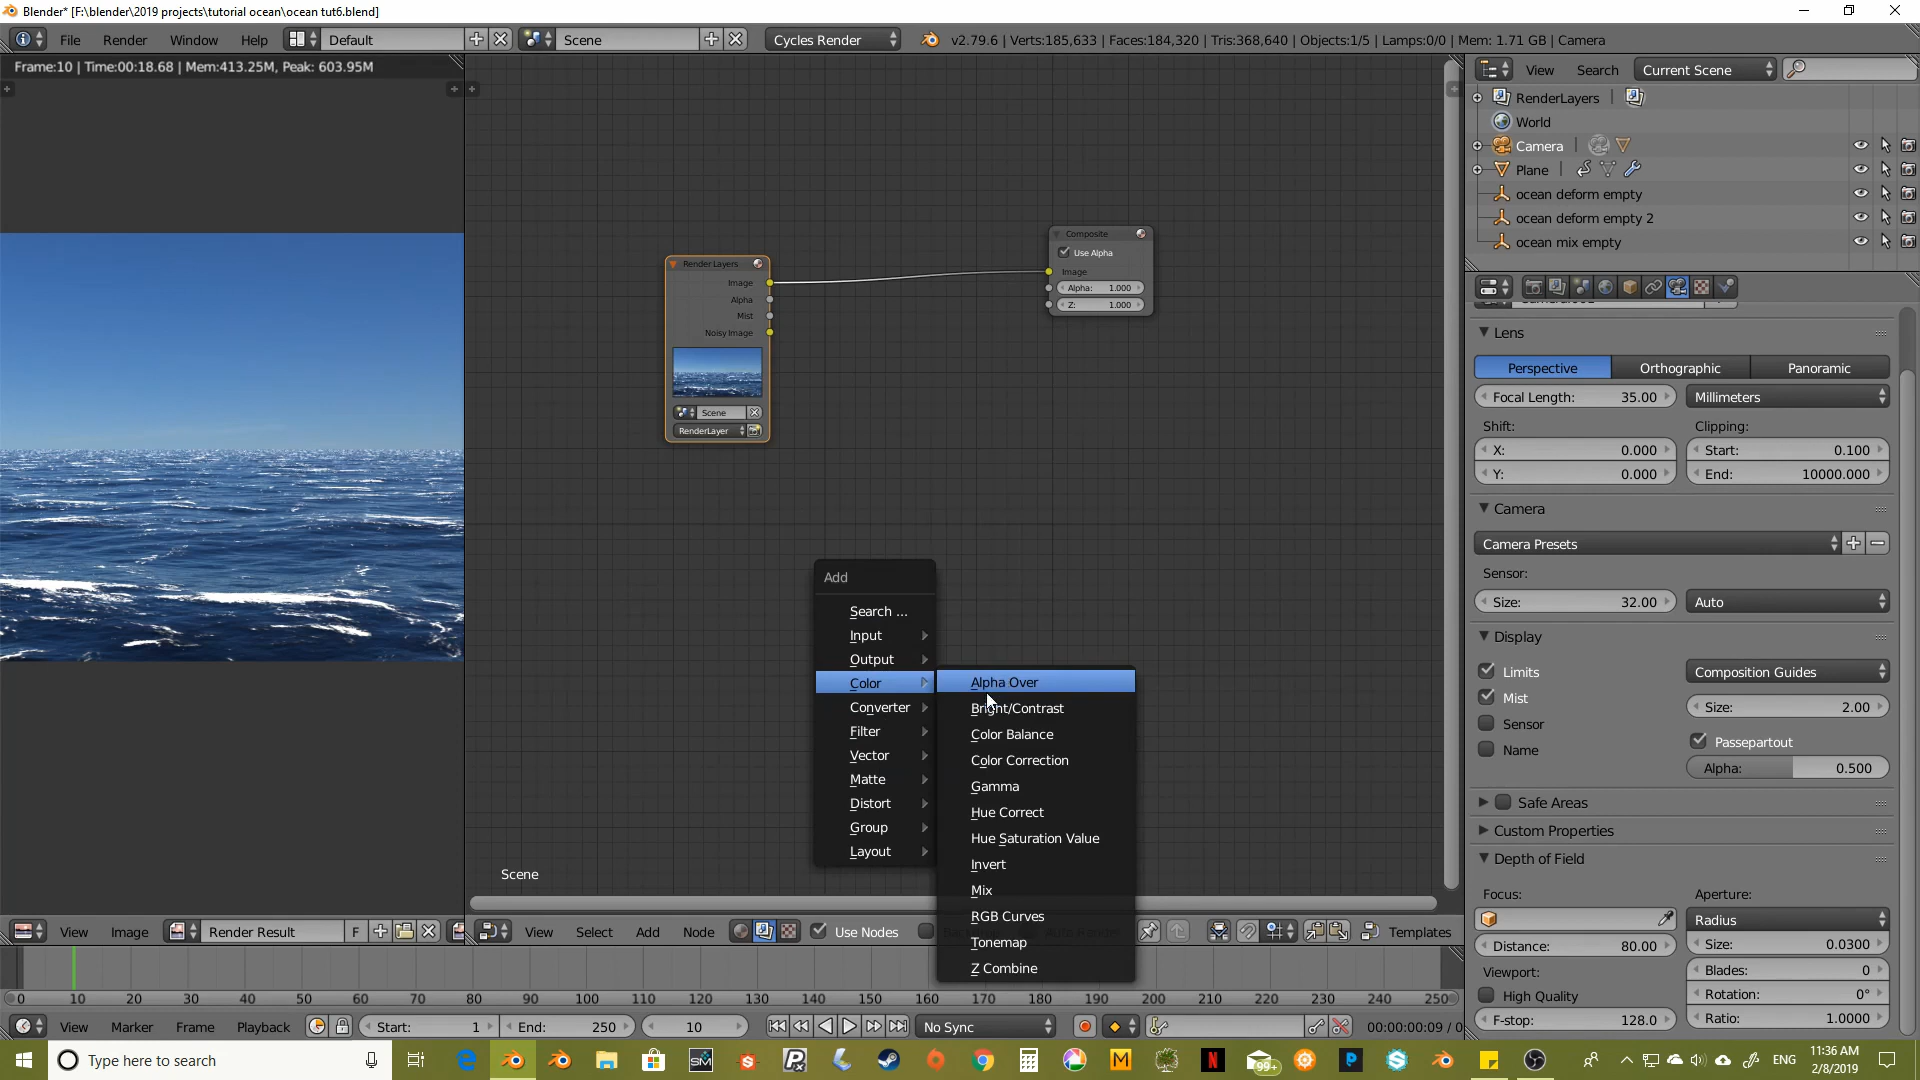 Blender* [F:\blender\2019 projects\tutorial ocean\ocean tut6.blend]
File Render Window Help Default Scene Cycles Render v2.79.6 | Verts:185,633 | Faces:184,320 | Tris:368,640 | Objects:1/5 | Lamps:0/0 | Mem: 1.71 GB | Camera
Frame:10 | Time:00:18.68 | Mem:413.25M, Peak: 603.95M
View Search Current Scene
RenderLayers
World
Camera
Plane
ocean deform empty
ocean deform empty 2
ocean mix empty
Render Layers
Image
Alpha
Mist
Noisy Image
Scene
RenderLayer
Composite
Use Alpha
Image
Alpha: 1.000
Z: 1.000
Add
Search ...
Input
Output
Color
Converter
Filter
Vector
Matte
Distort
Group
Layout
Alpha Over
Bright/Contrast
Color Balance
Color Correction
Gamma
Hue Correct
Hue Saturation Value
Invert
Mix
RGB Curves
Tonemap
Z Combine
Scene
Lens
Perspective Orthographic Panoramic
Focal Length: 35.00 Millimeters
Shift: Clipping:
X: 0.000 Start: 0.100
Y: 0.000 End: 10000.000
Camera
Camera Presets
Sensor:
Size: 32.00 Auto
Display
Limits Composition Guides
Mist Size: 2.00
Sensor
Name
Passepartout
Alpha: 0.500
Safe Areas
Custom Properties
Depth of Field
Focus: Aperture:
Radius
Distance: 80.00 Size: 0.0300
Viewport: Blades: 0
High Quality Rotation: 0°
F-stop: 128.0 Ratio: 1.0000
View Image Render Result F
View Select Add Node Use Nodes Templates
0 10 20 30 40 50 60 70 80 90 100 110 120 130 140 150 160 170 180 190 200 210 220 230 240 250
View Marker Frame Playback Start: 1 End: 250 10 No Sync 00:00:00:09 / 0
Type here to search
99+
ENG
11:36 AM
2/8/2019